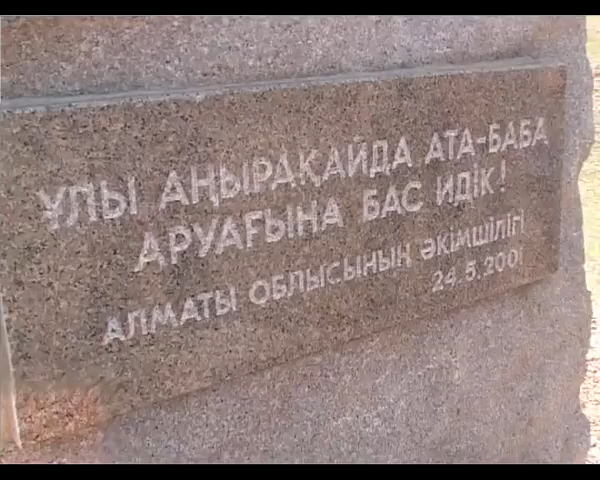 ҰЛЫ АҢЫРАҚАЙДА АТА-БАБА
АРУАҒЫНА БАС ИДІК!
АЛМАТЫ ОБЛЫСЫНЫҢ ӘКІМШІЛІГІ
24.5.2001